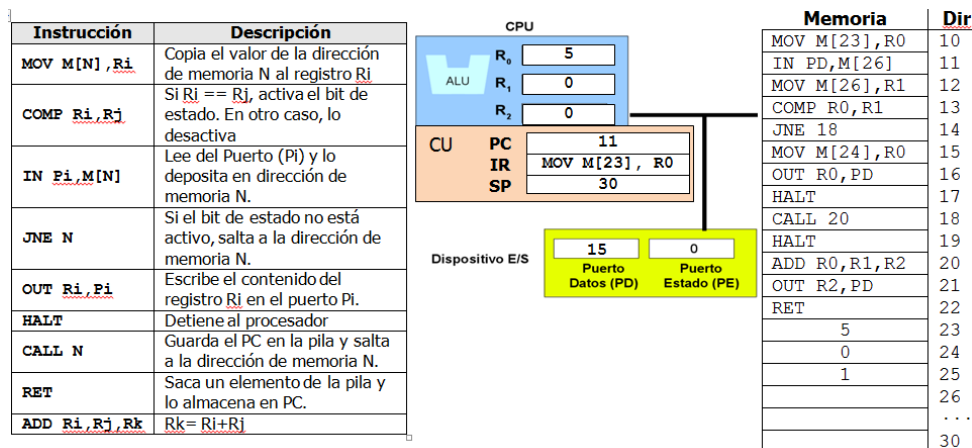 Instrucción Descripción
MOV M[N],Ri Copia el valor de la dirección
de memoria N al registro Ri
COMP Ri,Rj Si Ri == Rj, activa el bit de
estado. En otro caso, lo
desactiva
IN Pi,M[N] Lee del Puerto (Pi) y lo
deposita en dirección de
memoria N.
JNE N Si el bit de estado no está
activo, salta a la dirección de
memoria N.
OUT Ri,Pi Escribe el contenido del
registro Ri en el puerto Pi.
HALT Detiene al procesador
CALL N Guarda el PC en la pila y salta
a la dirección de memoria N.
RET Saca un elemento de la pila y
lo almacena en PC.
ADD Ri,Rj,Rk Rk= Ri+Rj
CPU
ALU
R0 5
R1 0
R2 0
CU
PC 11
IR MOV M[23], R0
SP 30
Dispositivo E/S
15 0
Puerto Datos (PD)
Puerto Estado (PE)
Memoria Dir
MOV M[23],R0 10
IN PD,M[26] 11
MOV M[26],R1 12
COMP R0,R1 13
JNE 18 14
MOV M[24],R0 15
OUT R0,PD 16
HALT 17
CALL 20 18
HALT 19
ADD R0,R1,R2 20
OUT R2,PD 21
RET 22
5 23
0 24
1 25
26
...
30